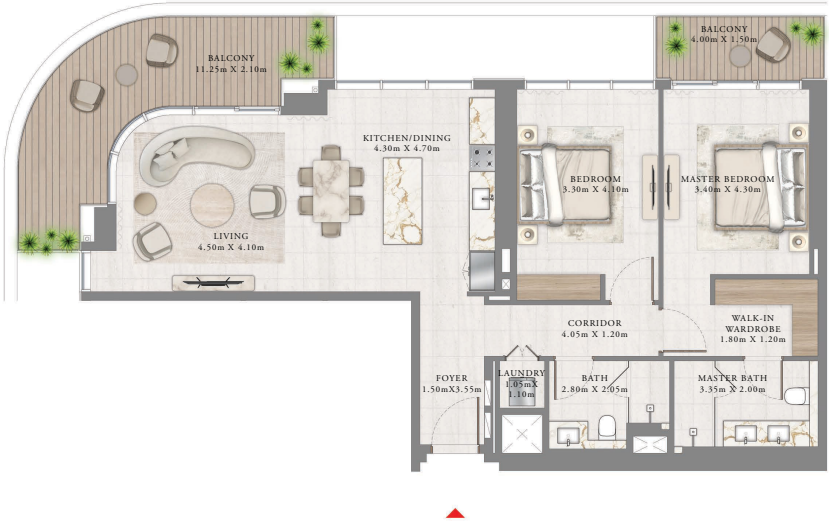 BALCONY
11.25m X 2.10m
BALCONY
4.00m X 1.50m
KITCHEN/DINING
4.30m X 4.70m
BEDROOM
3.30m X 4.10m
MASTER BEDROOM
3.40m X 4.30m
LIVING
4.50m X 4.10m
CORRIDOR
4.05m X 1.20m
WALK-IN
WARDROBE
1.80m X 1.20m
FOYER
1.50mX3.55m
LAUNDRY
1.05mX
1.10m
BATH
2.80m X 2.05m
MASTER BATH
3.35m X 2.00m